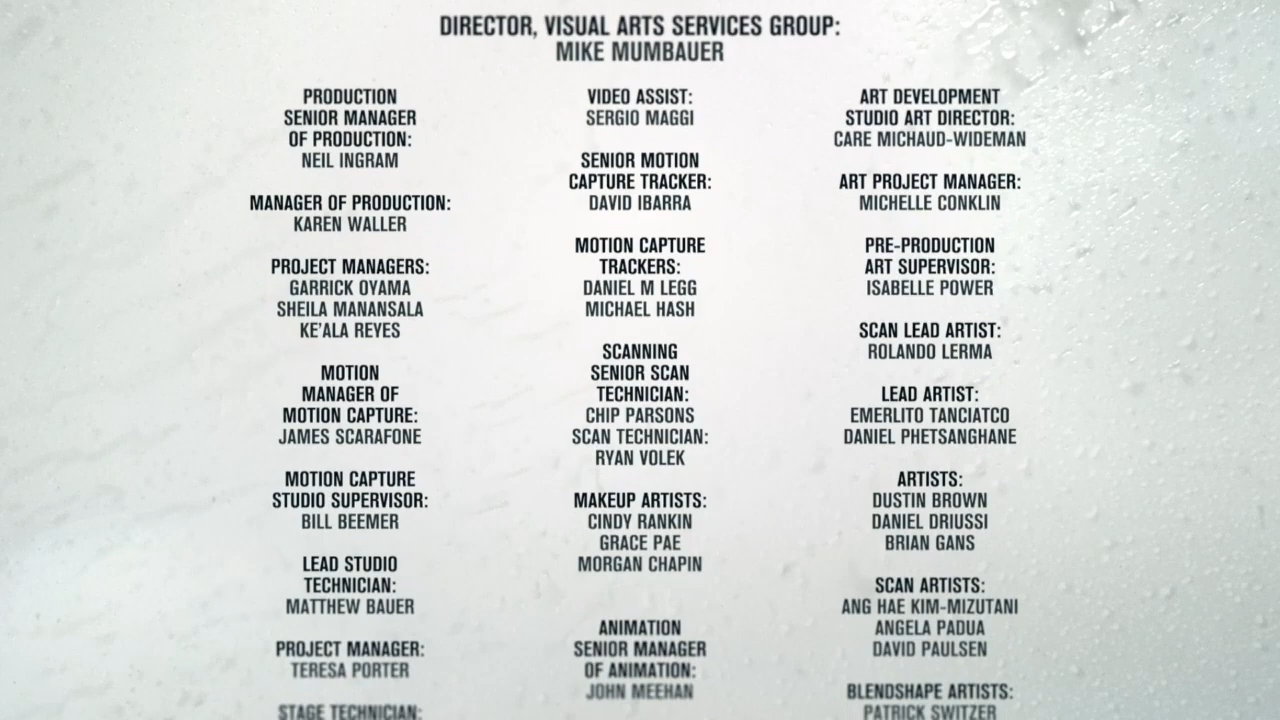 DIRECTOR, VISUAL ARTS SERVICES GROUP:
MIKE MUMBAUER
PRODUCTION
SENIOR MANAGER
OF PRODUCTION:
NEIL INGRAM
MANAGER OF PRODUCTION:
KAREN WALLER
PROJECT MANAGERS:
GARRICK OYAMA
SHEILA MANANSALA
KE'ALA REYES
MOTION
MANAGER OF
MOTION CAPTURE:
JAMES SCARAFONE
MOTION CAPTURE
STUDIO SUPERVISOR:
BILL BEEMER
LEAD STUDIO
TECHNICIAN:
MATTHEW BAUER
PROJECT MANAGER:
TERESA PORTER
STAGE TECHNICIAN:
VIDEO ASSIST:
SERGIO MAGGI
SENIOR MOTION
CAPTURE TRACKER:
DAVID IBARRA
MOTION CAPTURE
TRACKERS:
DANIEL M LEGG
MICHAEL HASH
SCANNING
SENIOR SCAN
TECHNICIAN:
CHIP PARSONS
SCAN TECHNICIAN:
RYAN VOLEK
MAKEUP ARTISTS:
CINDY RANKIN
GRACE PAE
MORGAN CHAPIN
ANIMATION
SENIOR MANAGER
OF ANIMATION:
JOHN MEEHAN
ART DEVELOPMENT
STUDIO ART DIRECTOR:
CARE MICHAUD-WIDEMAN
ART PROJECT MANAGER:
MICHELLE CONKLIN
PRE-PRODUCTION
ART SUPERVISOR:
ISABELLE POWER
SCAN LEAD ARTIST:
ROLANDO LERMA
LEAD ARTIST:
EMERLITO TANCIATCO
DANIEL PHETSANGHANE
ARTISTS:
DUSTIN BROWN
DANIEL DRIUSSI
BRIAN GANS
SCAN ARTISTS:
ANG HAE KIM-MIZUTANI
ANGELA PADUA
DAVID PAULSEN
BLENDSHAPE ARTISTS:
PATRICK SWITZER